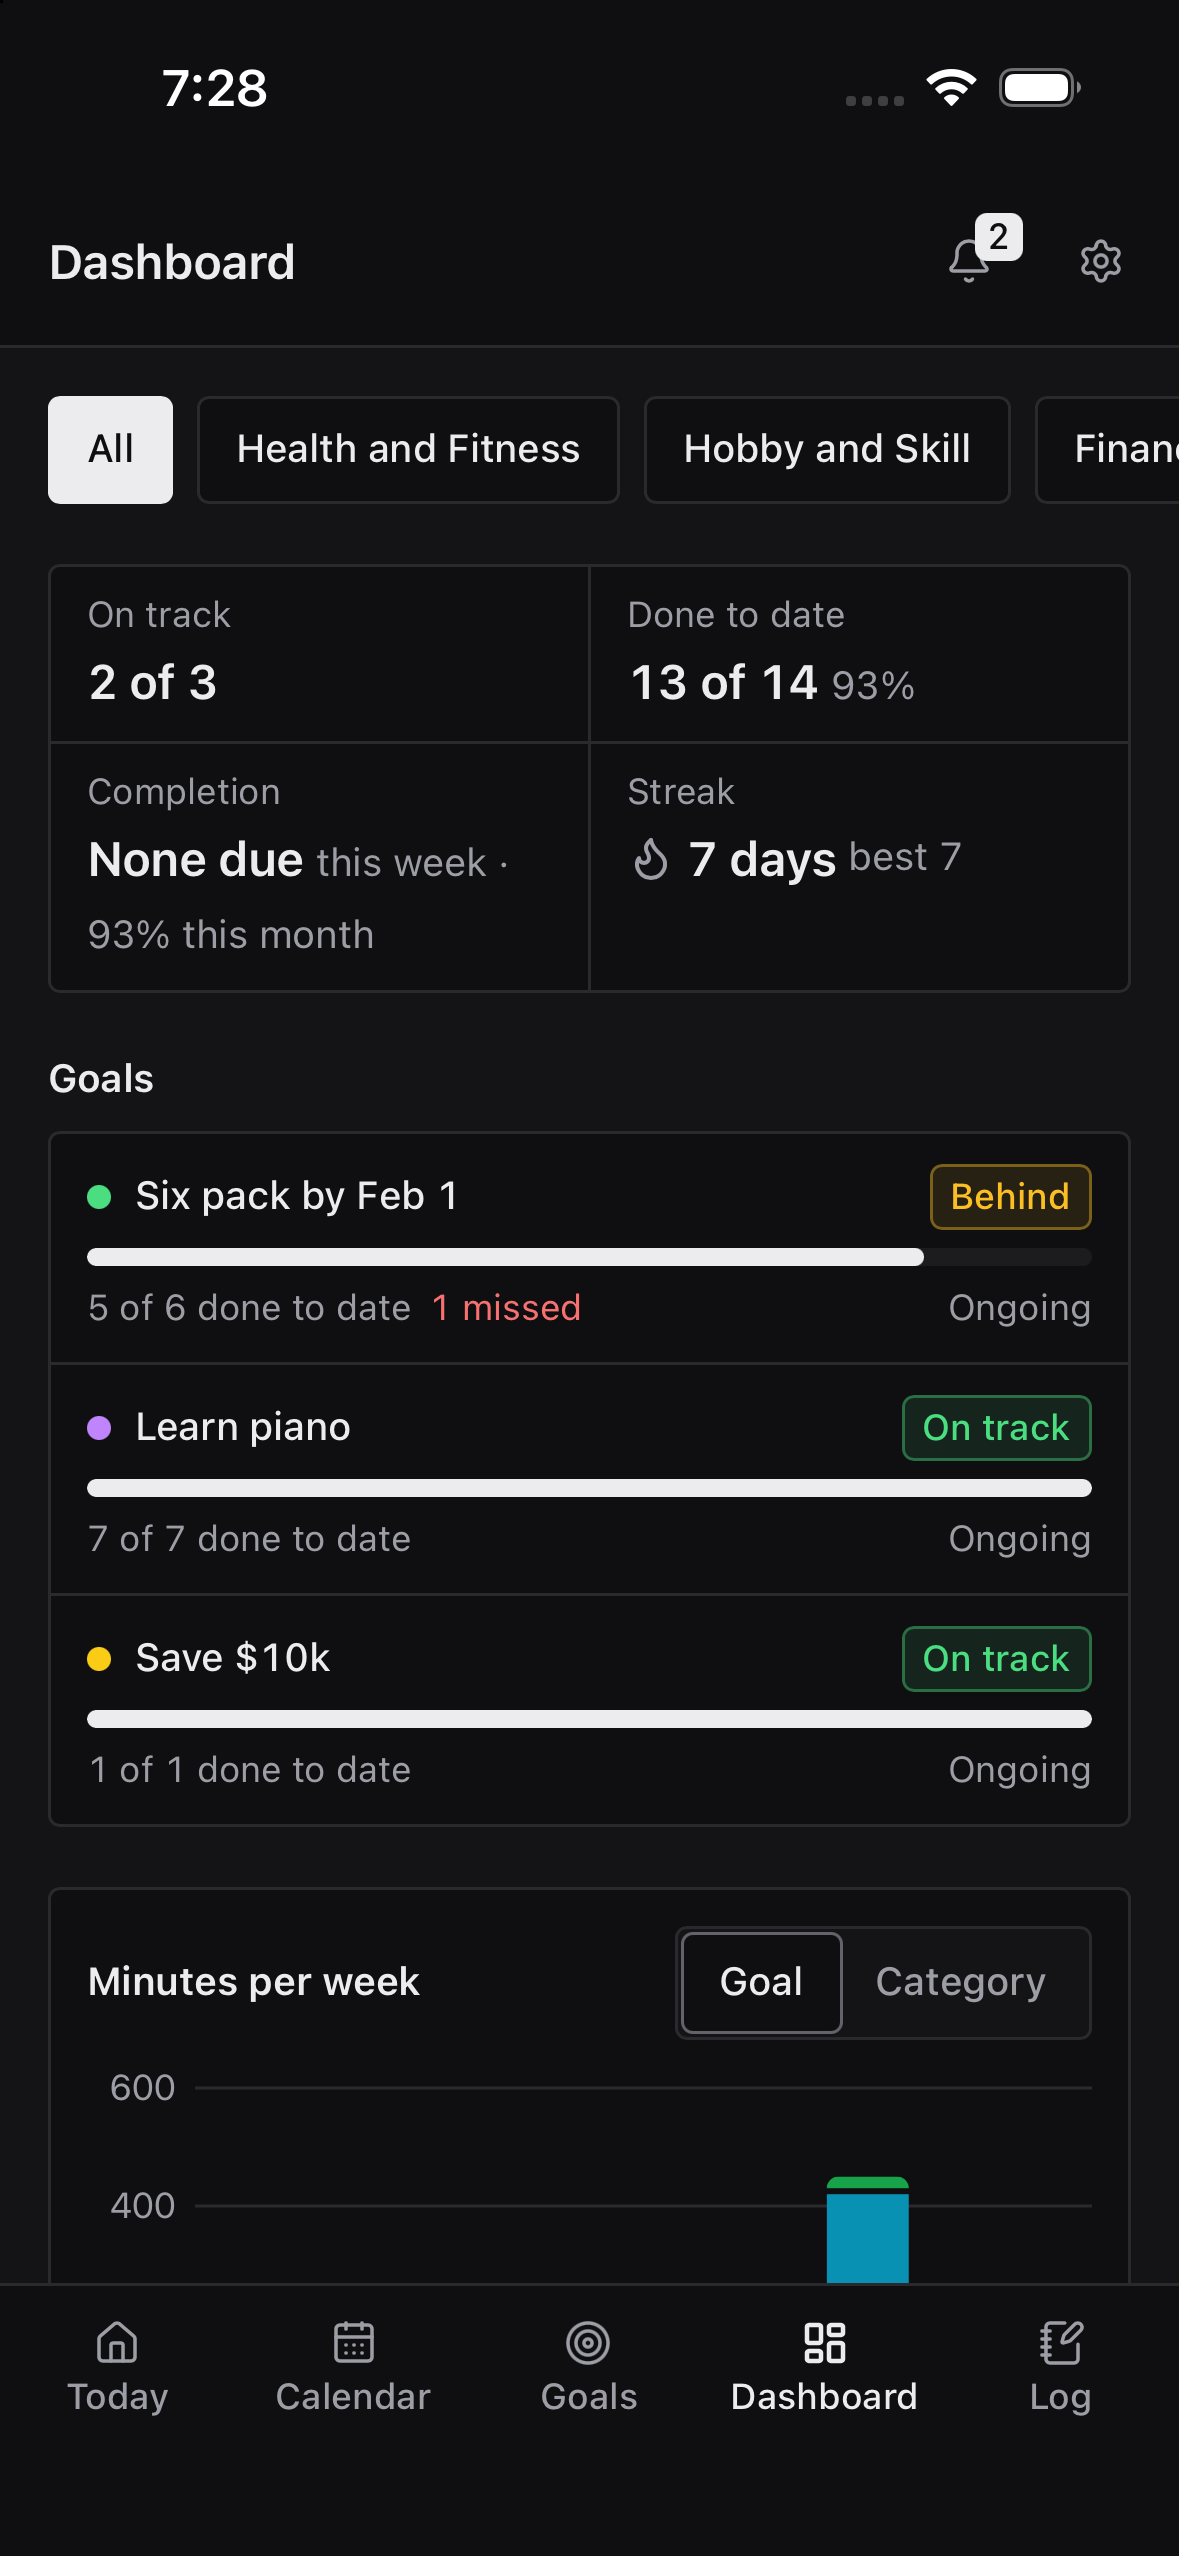 7:28
Dashboard
2
All
Health and Fitness
Hobby and Skill
Finan
On track
2 of 3
Done to date
13 of 14 93%
Completion
None due this week ·
93% this month
Streak
7 days best 7
Goals
Six pack by Feb 1
Behind
5 of 6 done to date 1 missed
Ongoing
Learn piano
On track
7 of 7 done to date
Ongoing
Save $10k
On track
1 of 1 done to date
Ongoing
Minutes per week
Goal
Category
600
400
Today
Calendar
Goals
Dashboard
Log